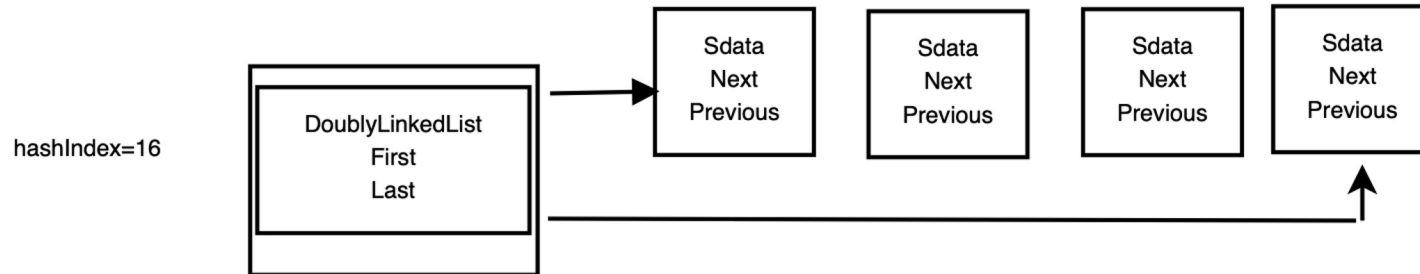 hashIndex=16
DoublyLinkedList
First
Last
Sdata
Next
Previous
Sdata
Next
Previous
Sdata
Next
Previous
Sdata
Next
Previous